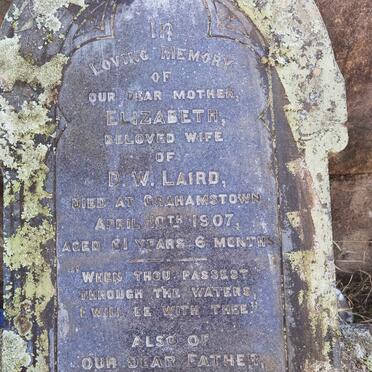 IN
LOVING MEMORY
OF
OUR DEAR MOTHER,
ELIZABETH,
BELOVED WIFE
OF
D. W. LAIRD,
DIED AT GRAHAMSTOWN
APRIL 10TH 1907,
AGED 61 YEARS 6 MONTHS
"WHEN THOU PASSEST
THROUGH THE WATERS,
I WILL BE WITH THEE."
ALSO OF
OUR DEAR FATHER,